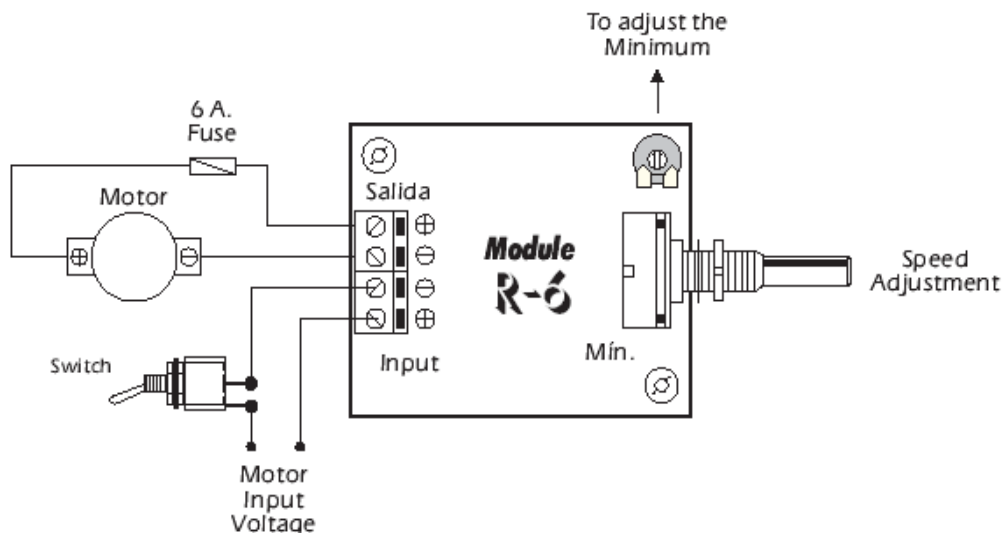 To adjust the
Minimum
6 A.
Fuse
Motor
Salida
Module
R-6
Speed
Adjustment
Mín.
Input
Switch
Motor
Input
Voltage